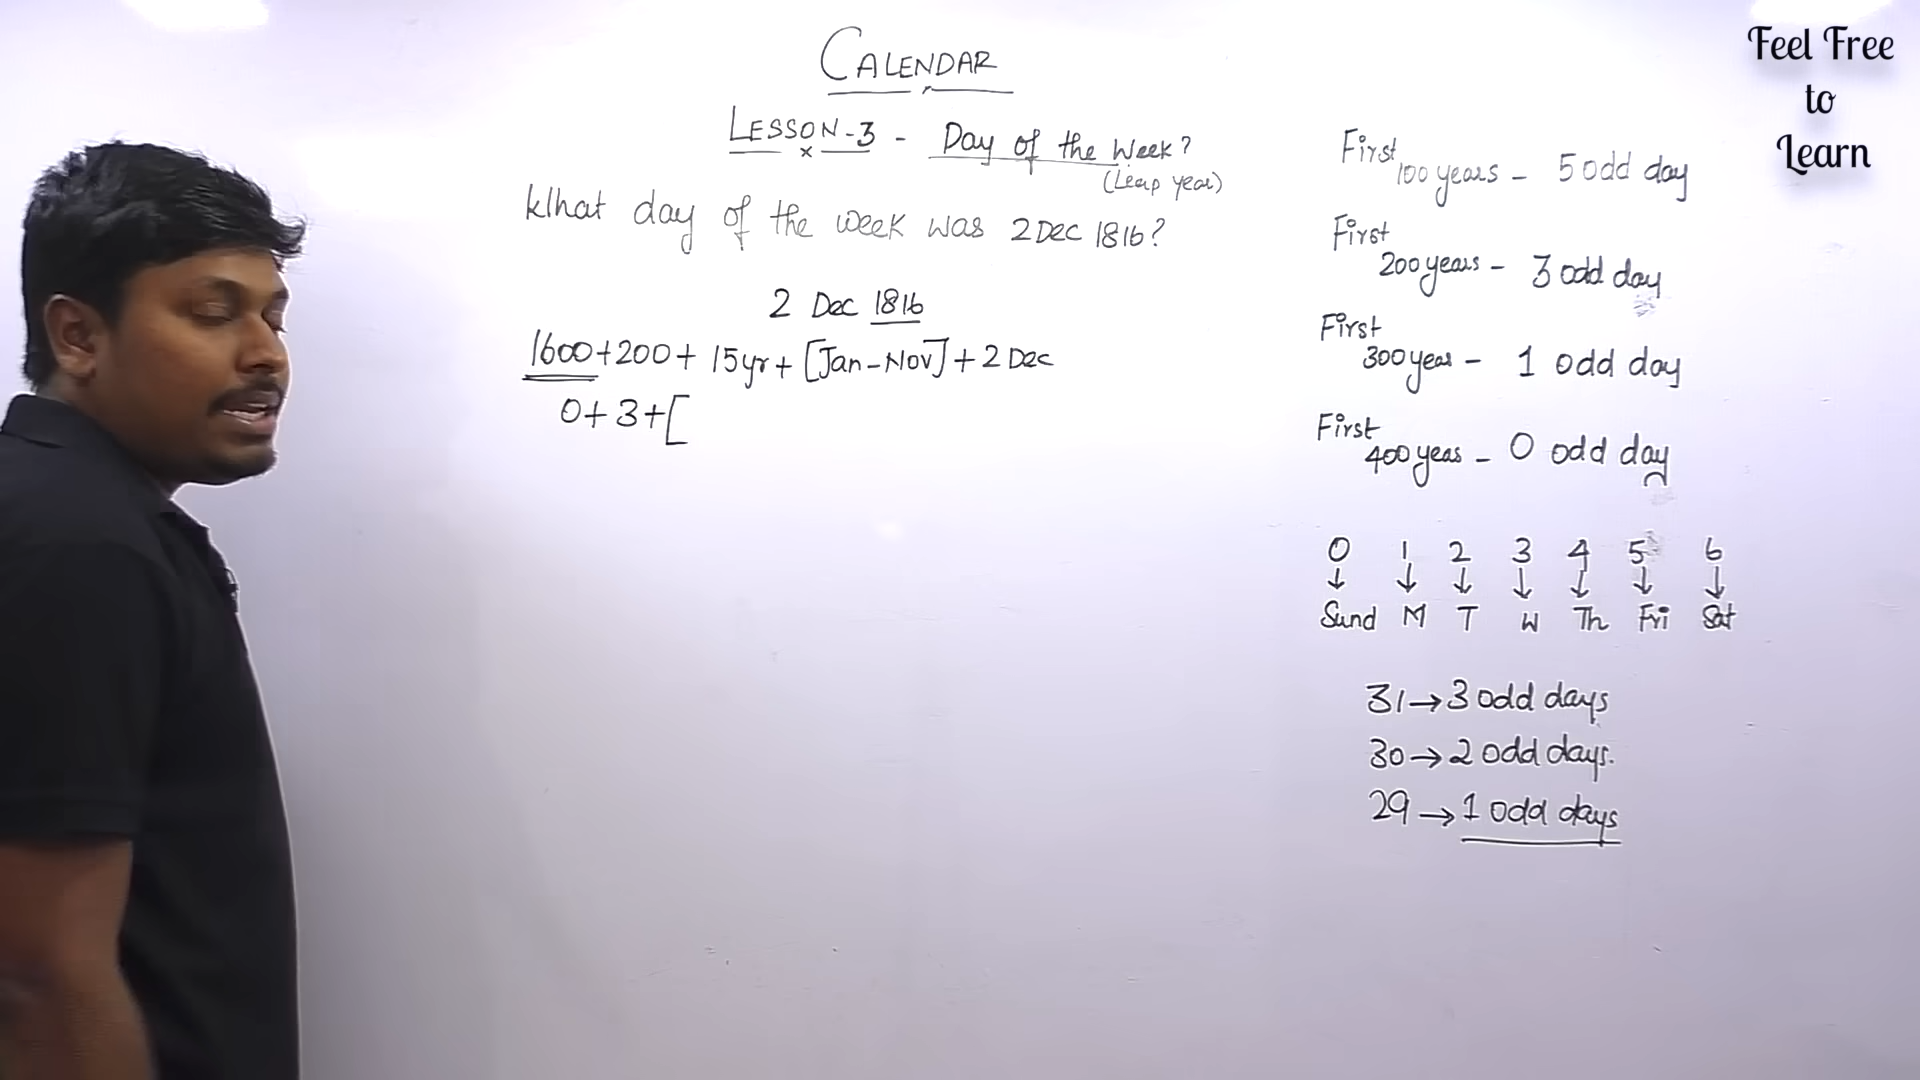 CALENDAR
LESSON-3 - Day of the Week?
(Leap year)
What day of the week was 2 Dec 1816?
2 Dec 1816
1600+200+ 15yr+ [Jan-Nov] + 2 Dec
0+ 3+[
Feel Free
to
Learn
First
100 years - 5 odd day
First
200 years - 3 odd day
First
300 year - 1 odd day
First
400 yeas - 0 odd day
0 1 2 3 4 5 6
↓ ↓ ↓ ↓ ↓ ↓ ↓
Sund M T W Th Fri Sat
31→3 odd days
30→2 odd days.
29→1 odd days